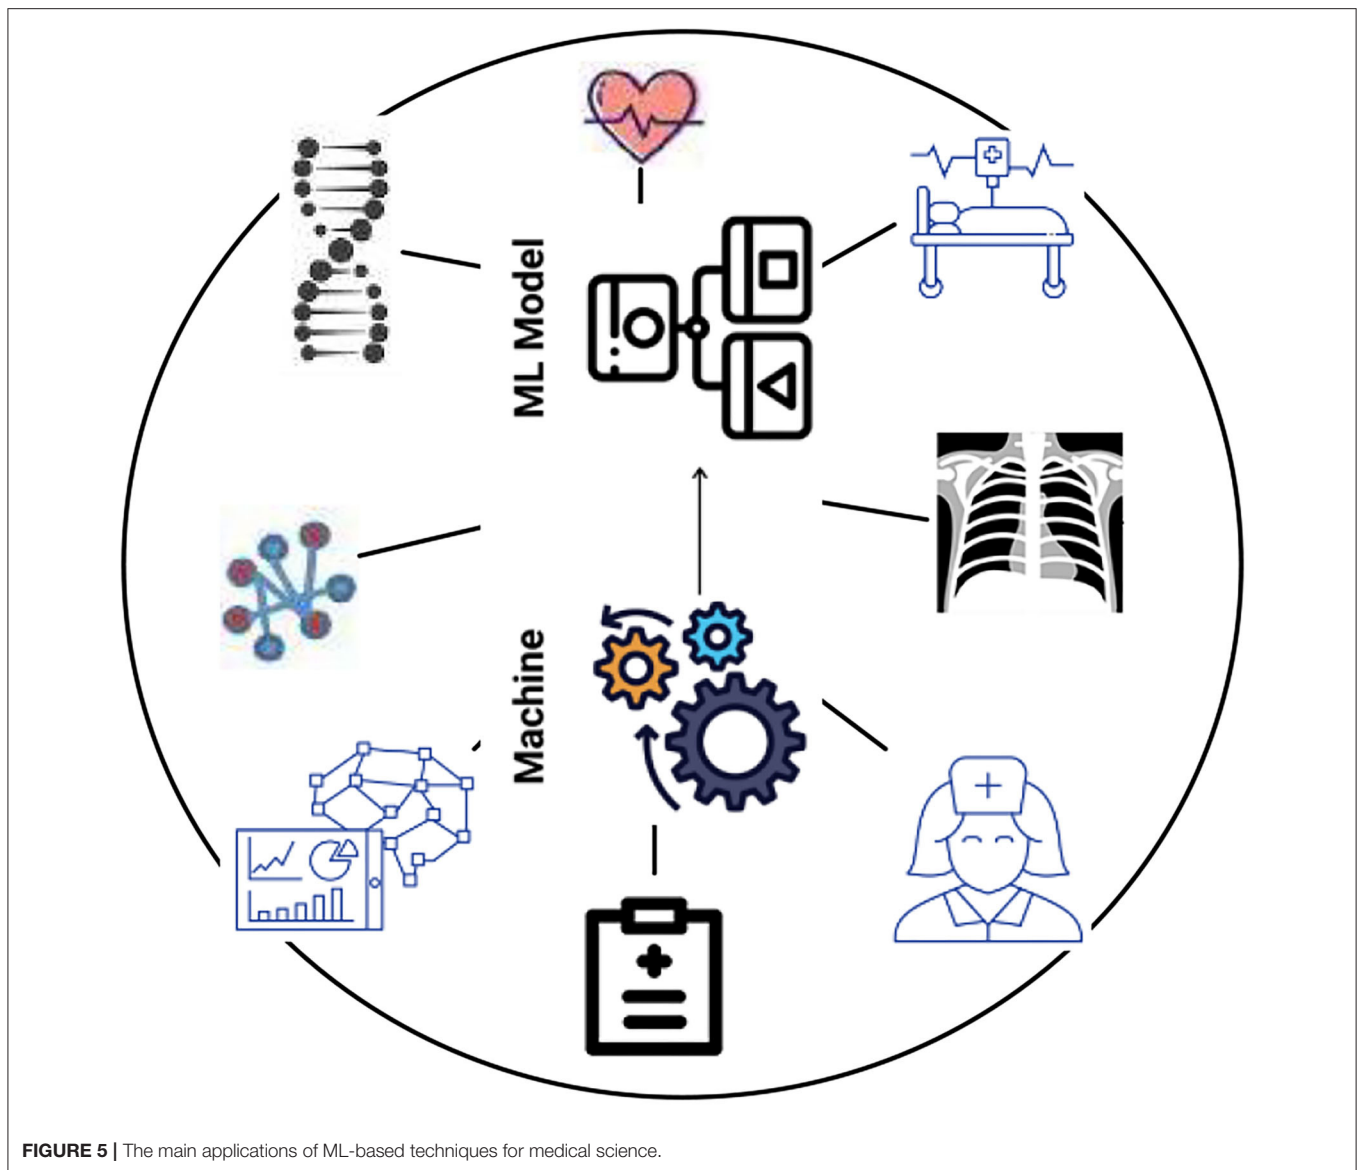 ML Model
Machine
FIGURE 5 | The main applications of ML-based techniques for medical science.